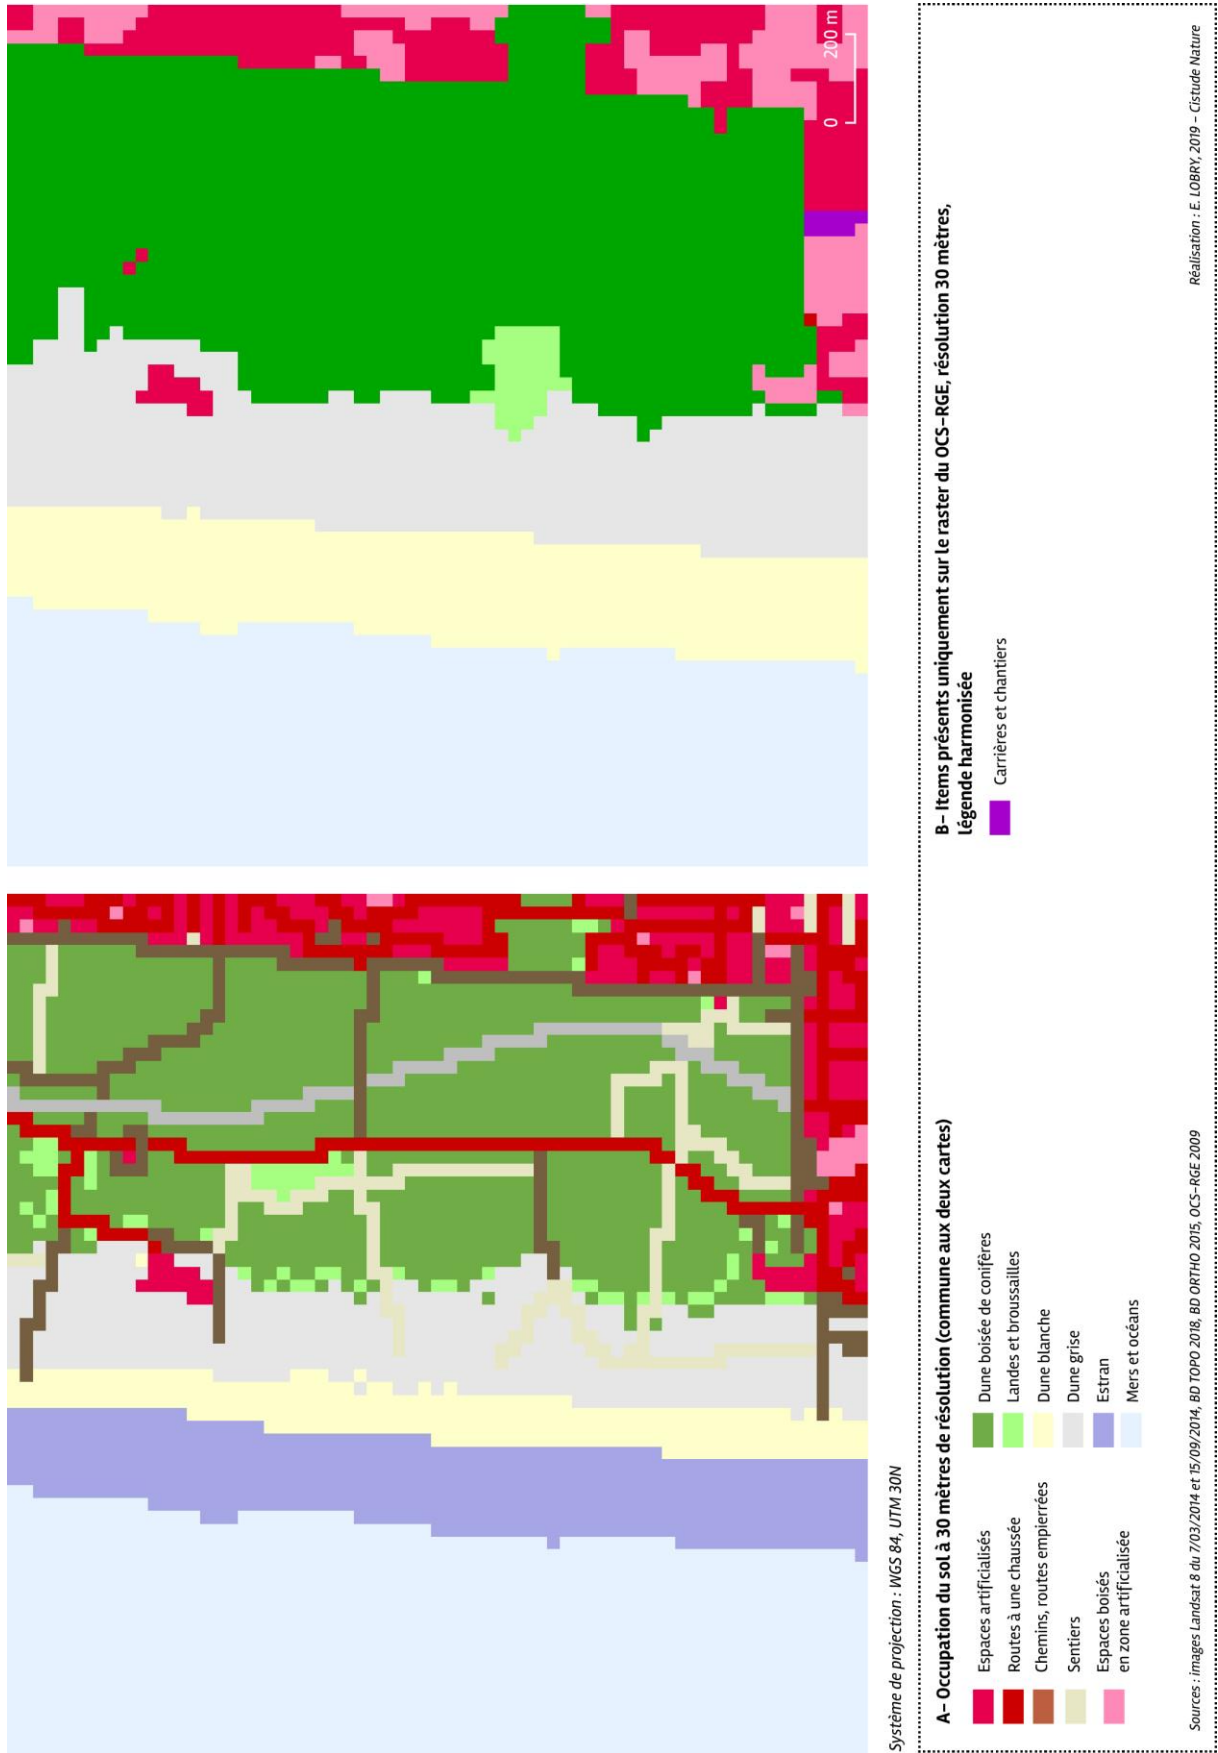 0 200 m
Système de projection : WGS 84, UTM 30N
A– Occupation du sol à 30 mètres de résolution (commune aux deux cartes)
Espaces artificialisés
Routes à une chaussée
Chemins, routes empierrées
Sentiers
Espaces boisés
en zone artificialisée
Dune boisée de conifères
Landes et broussailles
Dune blanche
Dune grise
Estran
Mers et océans
B– Items présents uniquement sur le raster du OCS–RGE, résolution 30 mètres,
légende harmonisée
Carrières et chantiers
Sources : images Landsat 8 du 7/03/2014 et 15/09/2014, BD TOPO 2018, BD ORTHO 2015, OCS–RGE 2009
Réalisation : E. LOBRY, 2019 – Cistude Nature